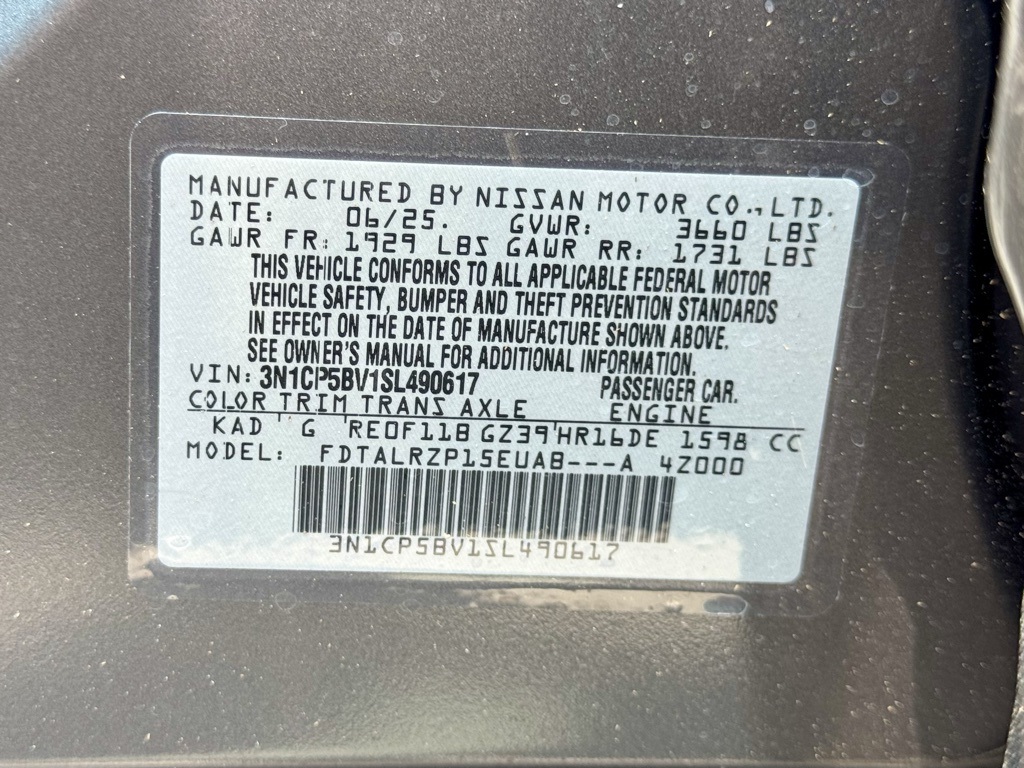 MANUFACTURED BY NISSAN MOTOR CO.,LTD.
DATE: 06/25. GVWR: 3660 LBS
GAWR FR: 1929 LBS GAWR RR: 1731 LBS
THIS VEHICLE CONFORMS TO ALL APPLICABLE FEDERAL MOTOR
VEHICLE SAFETY, BUMPER AND THEFT PREVENTION STANDARDS
IN EFFECT ON THE DATE OF MANUFACTURE SHOWN ABOVE.
SEE OWNER'S MANUAL FOR ADDITIONAL INFORMATION.
VIN: 3N1CP5BV1SL490617 PASSENGER CAR.
COLOR TRIM TRANS AXLE ENGINE
KAD G RE0F11B GZ39 HR16DE 1598 CC
MODEL: FDTALRZP15EUAB---A 4Z000
3N1CP5BV1SL490617